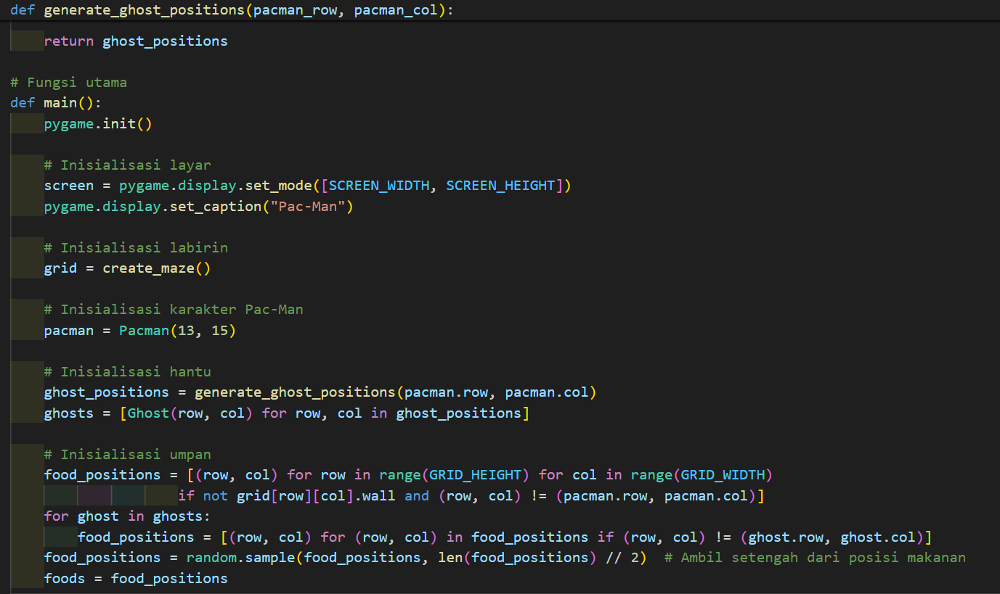 def generate_ghost_positions(pacman_row, pacman_col):
    return ghost_positions

# Fungsi utama
def main():
    pygame.init()

    # Inisialisasi layar
    screen = pygame.display.set_mode([SCREEN_WIDTH, SCREEN_HEIGHT])
    pygame.display.set_caption("Pac-Man")

    # Inisialisasi labirin
    grid = create_maze()

    # Inisialisasi karakter Pac-Man
    pacman = Pacman(13, 15)

    # Inisialisasi hantu
    ghost_positions = generate_ghost_positions(pacman.row, pacman.col)
    ghosts = [Ghost(row, col) for row, col in ghost_positions]

    # Inisialisasi umpan
    food_positions = [(row, col) for row in range(GRID_HEIGHT) for col in range(GRID_WIDTH)
                    if not grid[row][col].wall and (row, col) != (pacman.row, pacman.col)]
    for ghost in ghosts:
        food_positions = [(row, col) for (row, col) in food_positions if (row, col) != (ghost.row, ghost.col)]
    food_positions = random.sample(food_positions, len(food_positions) // 2)  # Ambil setengah dari posisi makanan
    foods = food_positions